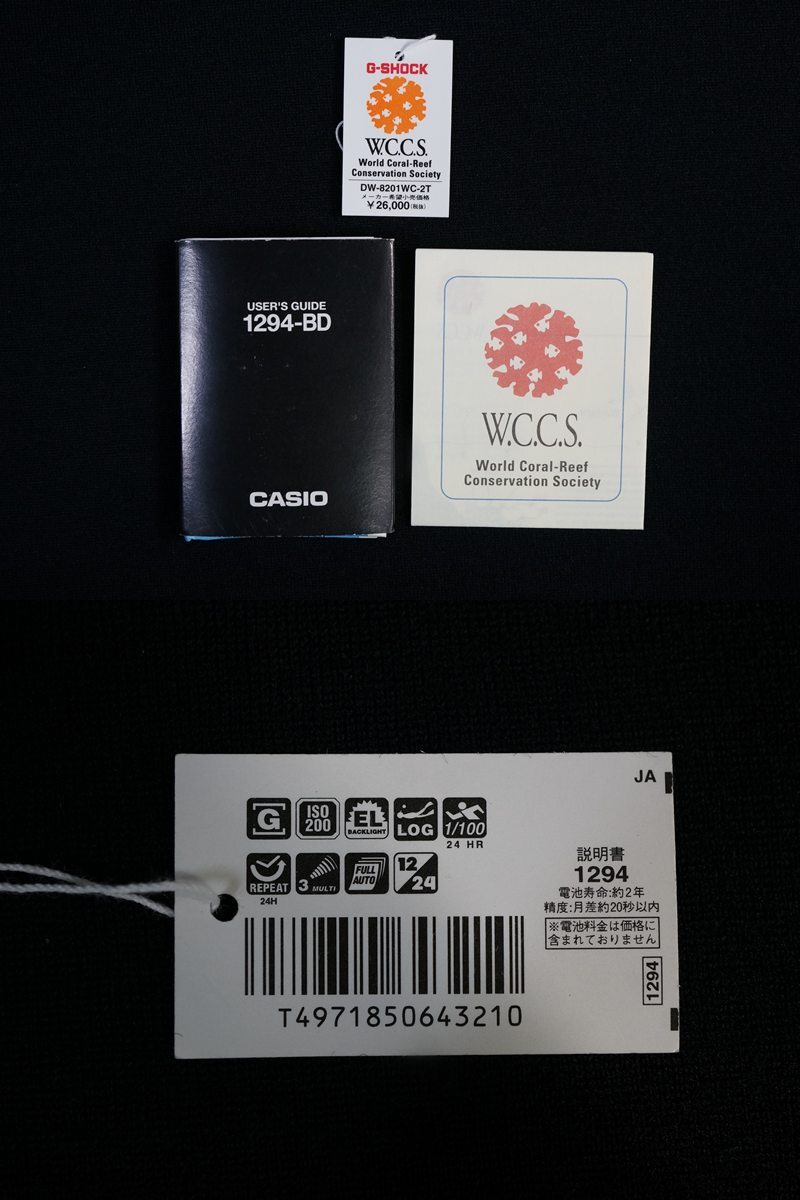 G-SHOCK
W.C.C.S.
World Coral-Reef
Conservation Society
DW-8201WC-2T
メーカー希望小売価格
￥26,000(税抜)
USER'S GUIDE
1294-BD
CASIO
W.C.C.S.
World Coral-Reef
Conservation Society
JA
G
ISO
200
EL
BACKLIGHT
LOG
1/100
24 HR
REPEAT
24H
3 MULTI
FULL
AUTO
12/24
説明書
1294
電池寿命:約2年
精度:月差約20秒以内
※電池料金は価格に
含まれておりません
1294
T4971850643210